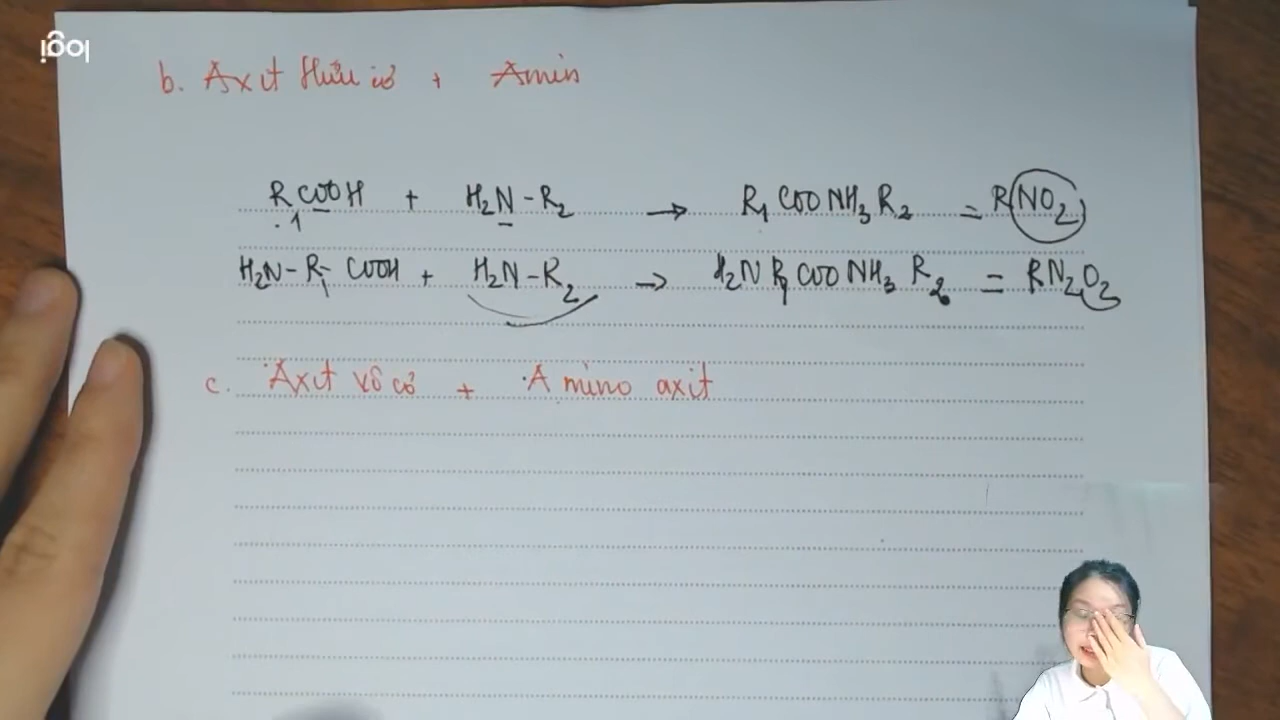 logi
b. Axit Hữu cơ + Amin
R₁COOH + H₂N-R₂ → R₁COONH₃R₂ = RNO₂
H₂N-R₁-COOH + H₂N-R₂ → H₂NR₁COONH₃R₂ = RN₂O₂
c. Axit vô cơ + Amino axit